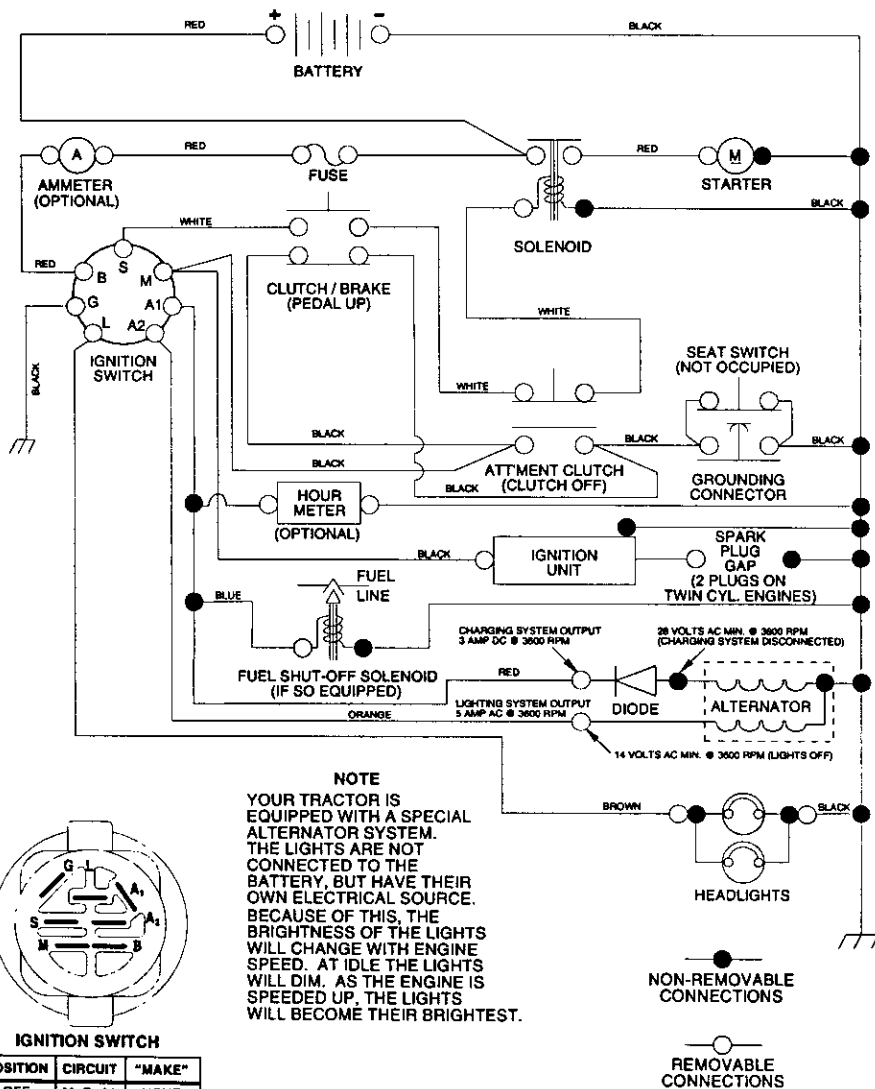 RED
+
-
BLACK
BATTERY
A
RED
AMMETER
(OPTIONAL)
FUSE
RED
M
STARTER
BLACK
SOLENOID
WHITE
S
RED
B
M
G
A1
L
A2
CLUTCH / BRAKE
(PEDAL UP)
IGNITION
SWITCH
BLACK
WHITE
SEAT SWITCH
(NOT OCCUPIED)
WHITE
BLACK
BLACK
BLACK
BLACK
BLACK
ATT'MENT CLUTCH
(CLUTCH OFF)
GROUNDING
CONNECTOR
HOUR
METER
(OPTIONAL)
BLACK
IGNITION
UNIT
SPARK
PLUG
GAP
(2 PLUGS ON
TWIN CYL. ENGINES)
BLUE
FUEL
LINE
FUEL SHUT-OFF SOLENOID
(IF SO EQUIPPED)
CHARGING SYSTEM OUTPUT
3 AMP DC @ 3600 RPM
28 VOLTS AC MIN. @ 3600 RPM
(CHARGING SYSTEM DISCONNECTED)
RED
DIODE
ALTERNATOR
LIGHTING SYSTEM OUTPUT
5 AMP AC @ 3600 RPM
ORANGE
14 VOLTS AC MIN. @ 3600 RPM (LIGHTS OFF)
BROWN
BLACK
HEADLIGHTS
NOTE
YOUR TRACTOR IS
EQUIPPED WITH A SPECIAL
ALTERNATOR SYSTEM.
THE LIGHTS ARE NOT
CONNECTED TO THE
BATTERY, BUT HAVE THEIR
OWN ELECTRICAL SOURCE.
BECAUSE OF THIS, THE
BRIGHTNESS OF THE LIGHTS
WILL CHANGE WITH ENGINE
SPEED. AT IDLE THE LIGHTS
WILL DIM. AS THE ENGINE IS
SPEEDED UP, THE LIGHTS
WILL BECOME THEIR BRIGHTEST.
G L
A1
S
A2
M
B
IGNITION SWITCH
NON-REMOVABLE
CONNECTIONS
REMOVABLE
CONNECTIONS
POSITION CIRCUIT "MAKE"